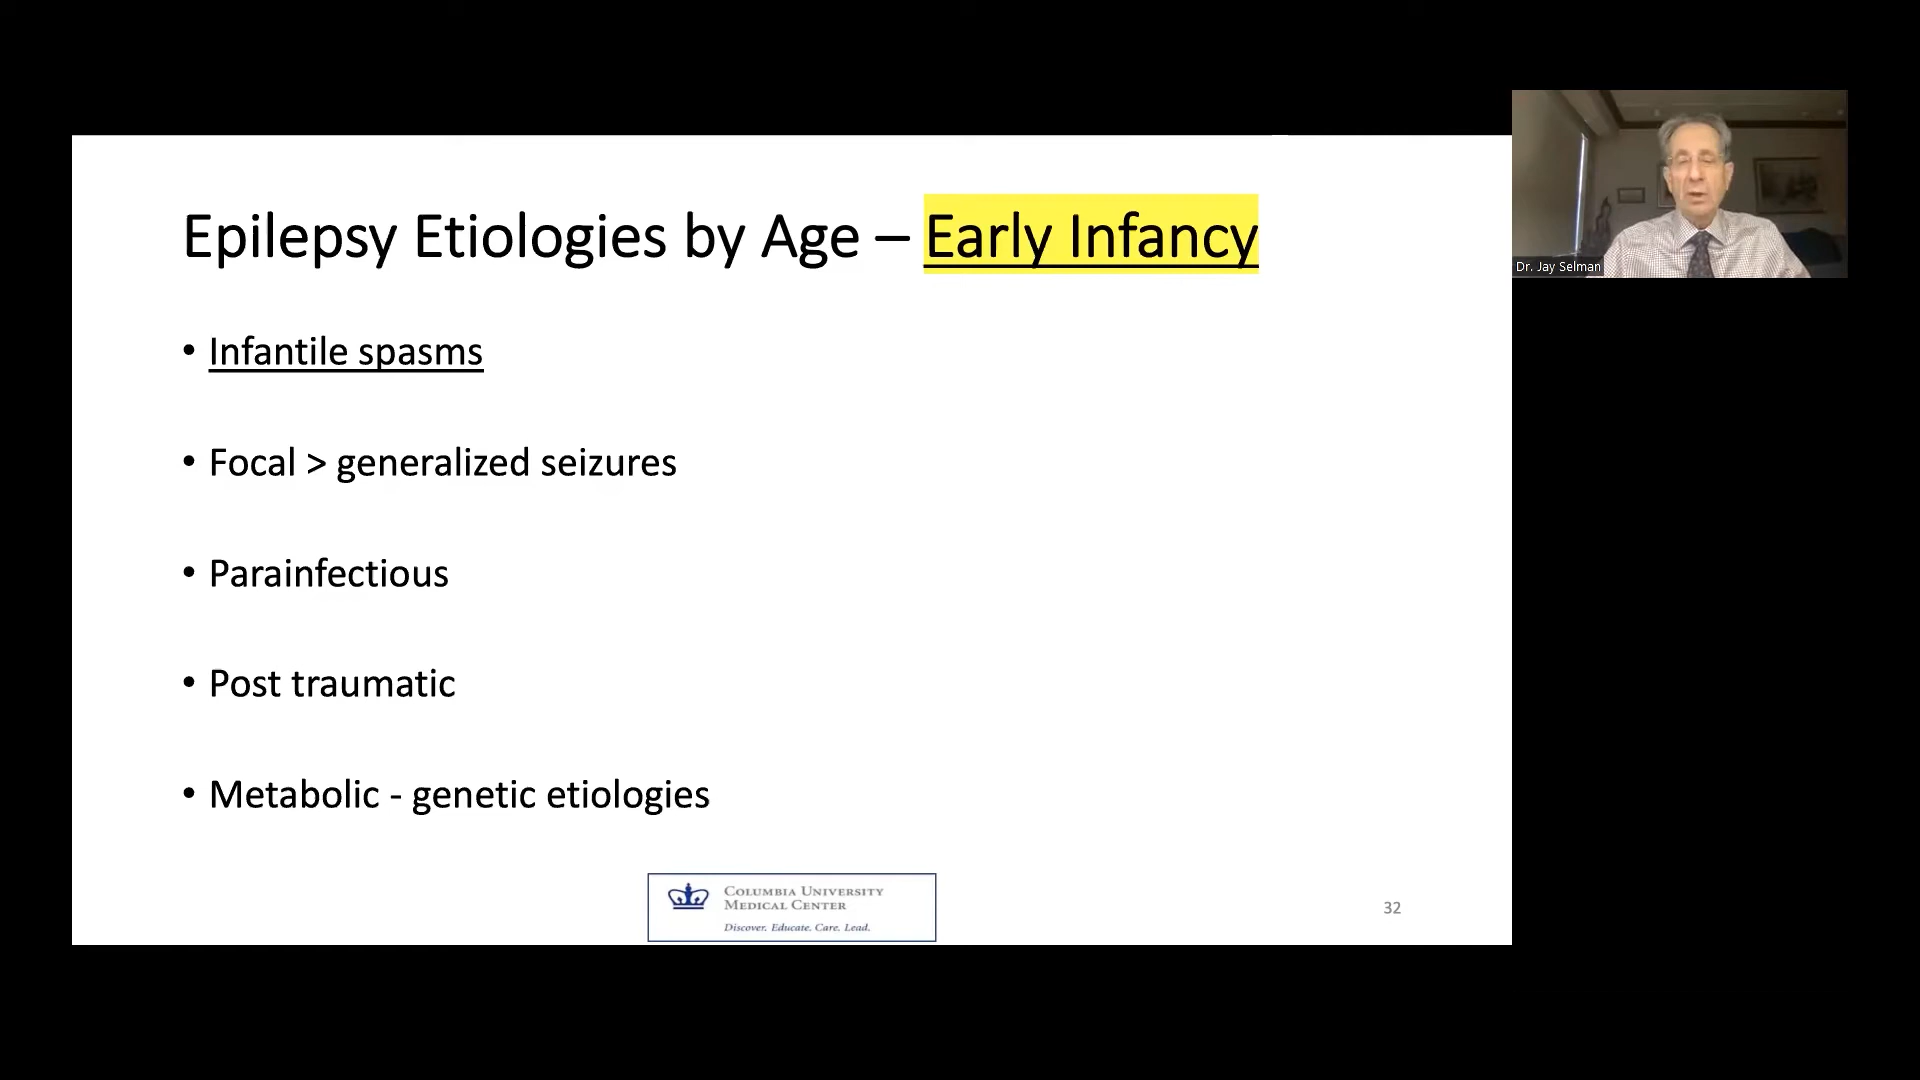 Epilepsy Etiologies by Age – Early Infancy
• Infantile spasms
• Focal > generalized seizures
• Parainfectious
• Post traumatic
• Metabolic - genetic etiologies
COLUMBIA UNIVERSITY
MEDICAL CENTER
Discover. Educate. Care. Lead.
32
Dr. Jay Selman